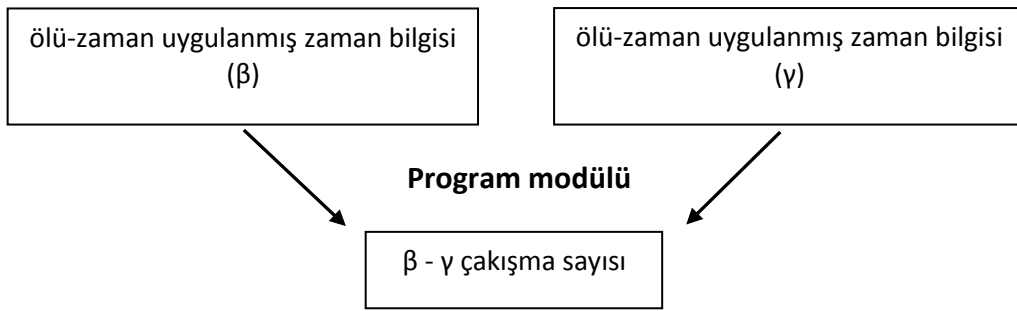 ölü-zaman uygulanmış zaman bilgisi
(β)
ölü-zaman uygulanmış zaman bilgisi
(γ)
Program modülü
β - γ çakışma sayısı